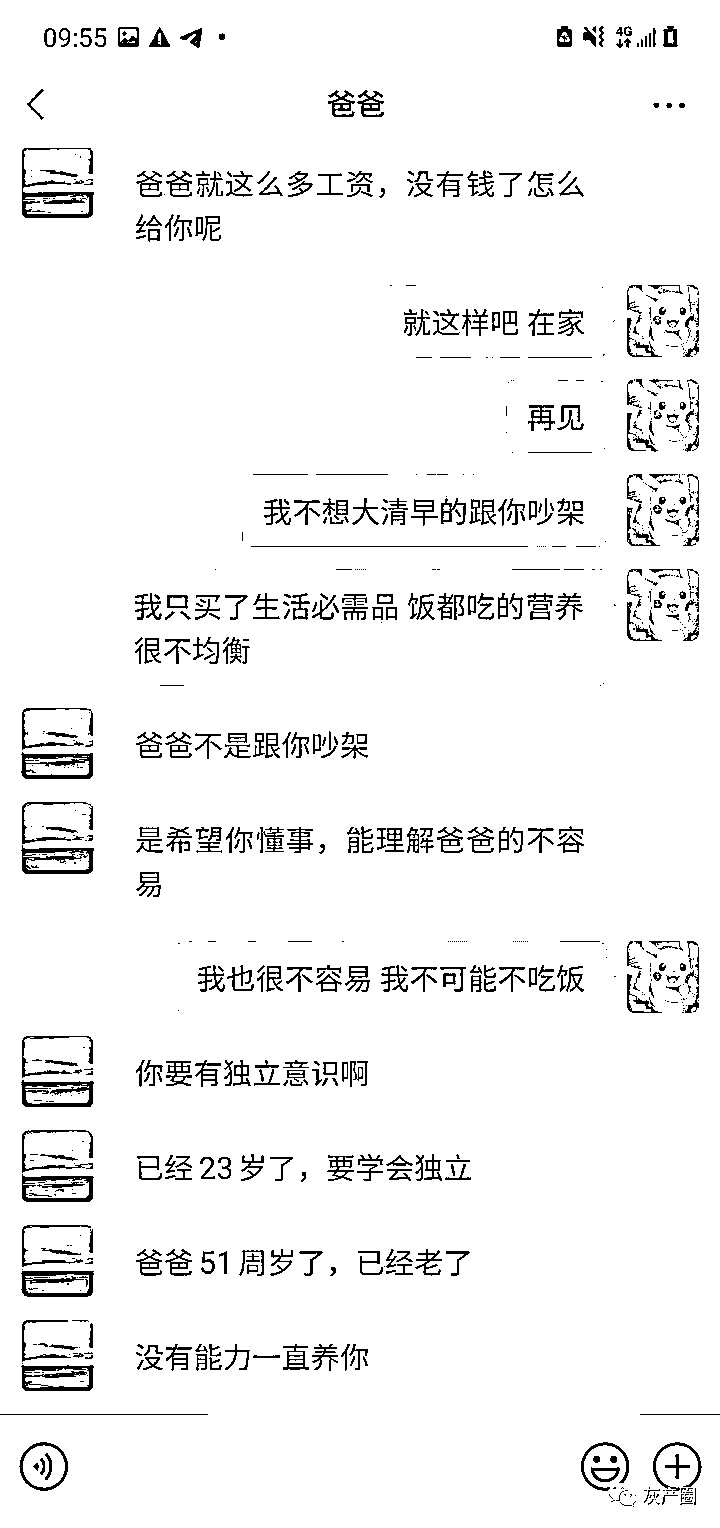 09:55
4G
爸爸
爸爸就这么多工资，没有钱了怎么
给你呢
就这样吧 在家
再见
我不想大清早的跟你吵架
我只买了生活必需品 饭都吃的营养
很不均衡
爸爸不是跟你吵架
是希望你懂事，能理解爸爸的不容
易
我也很不容易 我不可能不吃饭
你要有独立意识啊
已经 23 岁了，要学会独立
爸爸 51 周岁了，已经老了
没有能力一直养你
灰产圈